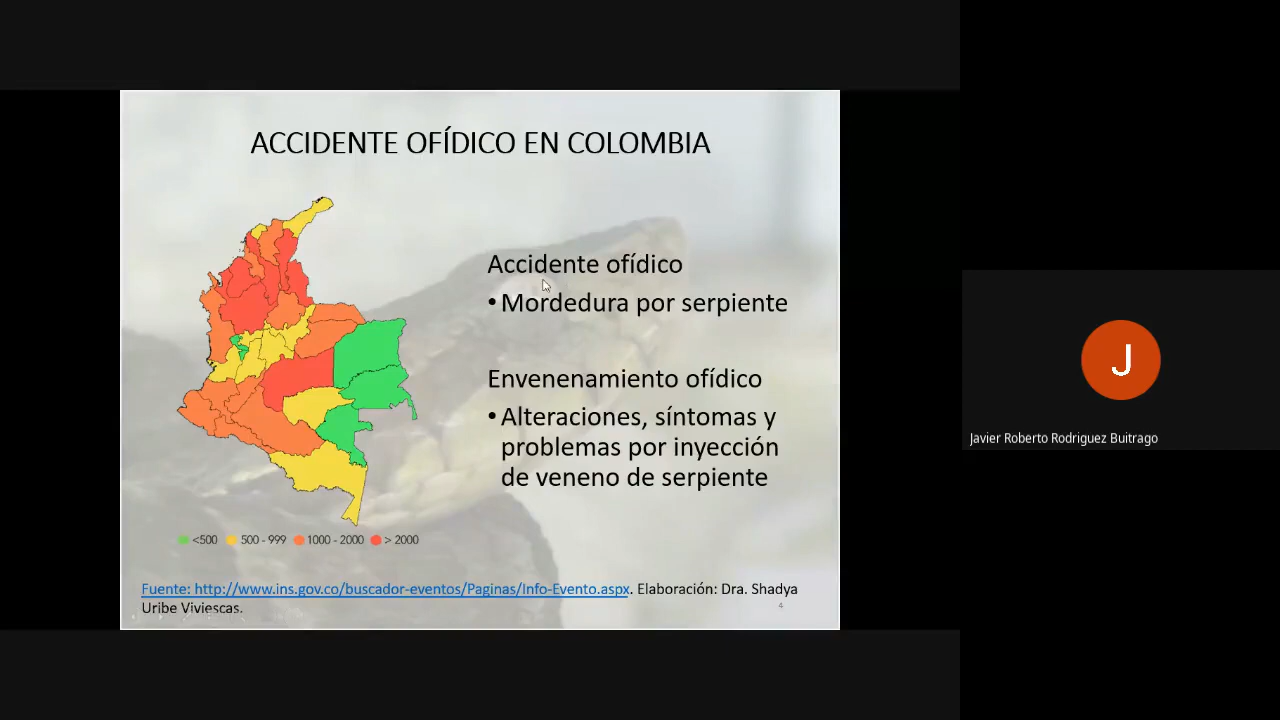 ACCIDENTE OFÍDICO EN COLOMBIA
Accidente ofídico
• Mordedura por serpiente
Envenenamiento ofídico
• Alteraciones, síntomas y
problemas por inyección
de veneno de serpiente
<500 500 - 999 1000 - 2000 > 2000
Fuente: http://www.ins.gov.co/buscador-eventos/Paginas/Info-Evento.aspx. Elaboración: Dra. Shadya
Uribe Viviescas.
4
J
Javier Roberto Rodriguez Buitrago